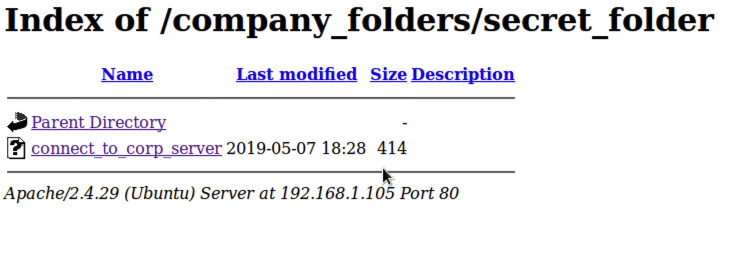 Index of /company_folders/secret_folder
Name Last modified Size Description
Parent Directory -
connect_to_corp_server 2019-05-07 18:28 414
Apache/2.4.29 (Ubuntu) Server at 192.168.1.105 Port 80